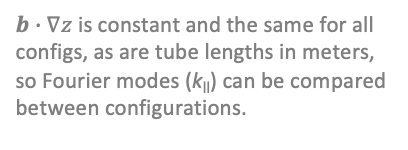 b · ∇z is constant and the same for all
configs, as are tube lengths in meters,
so Fourier modes (k||) can be compared
between configurations.